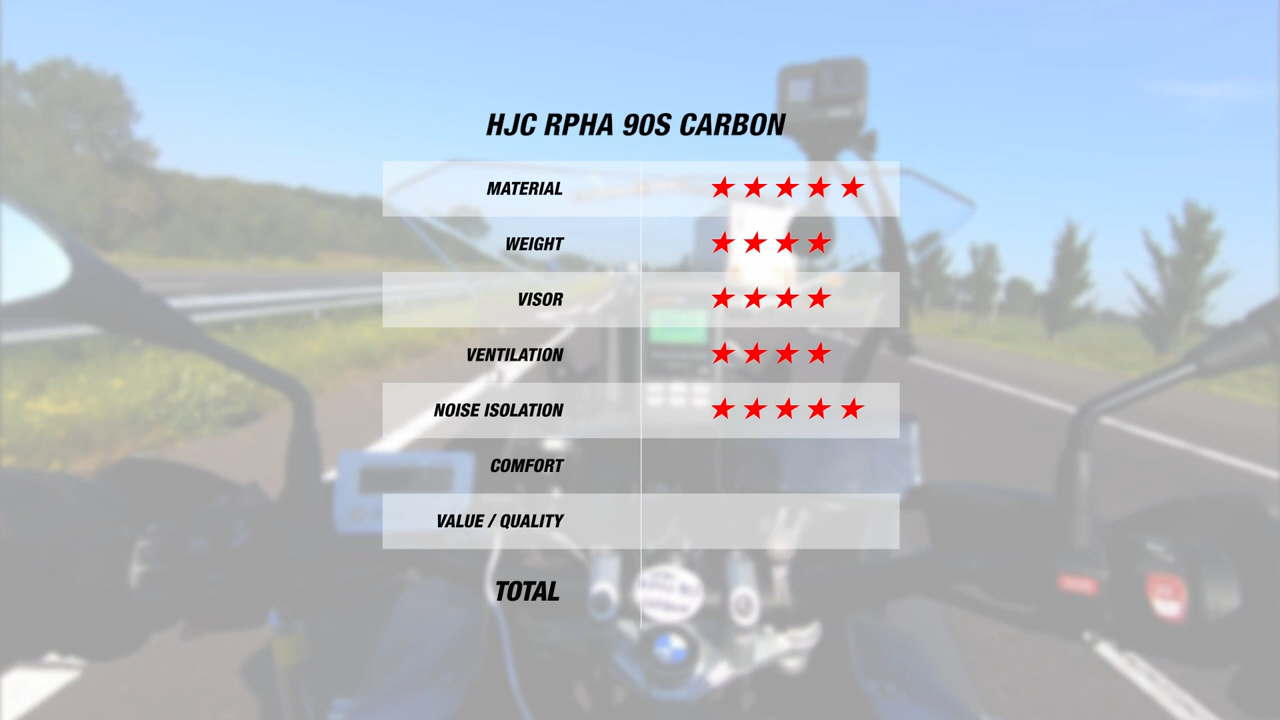 HJC RPHA 90S CARBON
MATERIAL ★★★★★
WEIGHT ★★★★
VISOR ★★★★
VENTILATION ★★★★
NOISE ISOLATION ★★★★★
COMFORT
VALUE / QUALITY
TOTAL